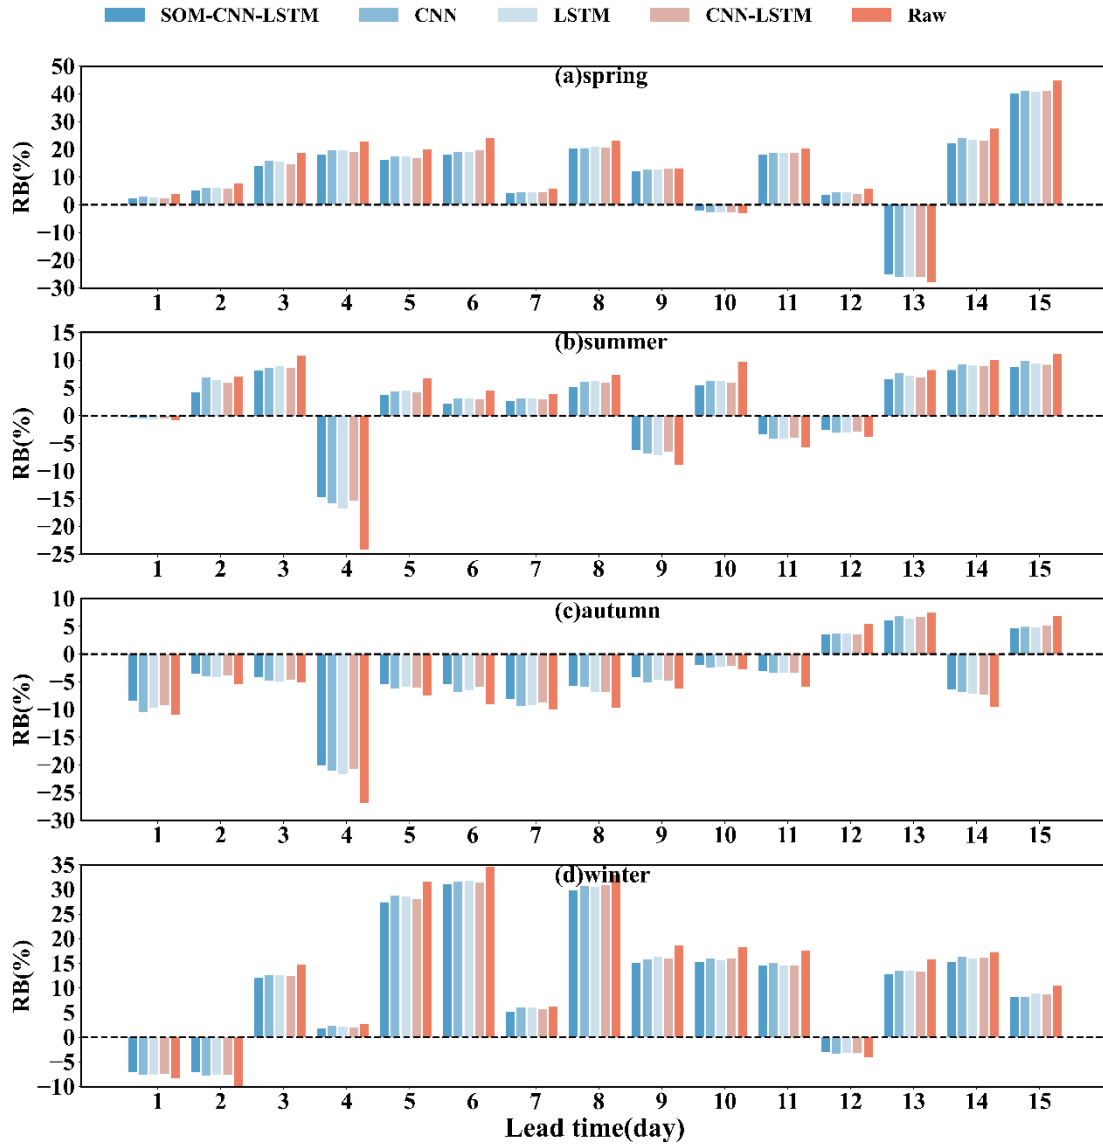 SOM-CNN-LSTM CNN LSTM CNN-LSTM Raw
(a)spring
RB(%)
50
40
30
20
10
0
−10
−20
−30
1 2 3 4 5 6 7 8 9 10 11 12 13 14 15
(b)summer
RB(%)
15
10
5
0
−5
−10
−15
−20
−25
1 2 3 4 5 6 7 8 9 10 11 12 13 14 15
(c)autumn
RB(%)
10
5
0
−5
−10
−15
−20
−25
−30
1 2 3 4 5 6 7 8 9 10 11 12 13 14 15
(d)winter
RB(%)
35
30
25
20
15
10
5
0
−5
−10
1 2 3 4 5 6 7 8 9 10 11 12 13 14 15
Lead time(day)